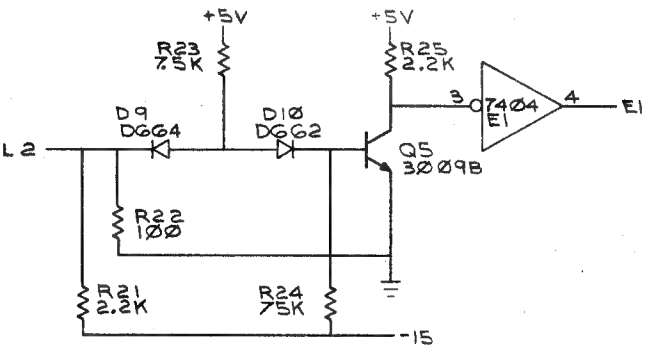 +5V
+5V
R23
7.5K
R25
2.2K
D9
DG64
D10
DG62
3
7404
E1
4
E1
L2
Q5
3009B
R22
100
R21
2.2K
R24
75K
-15